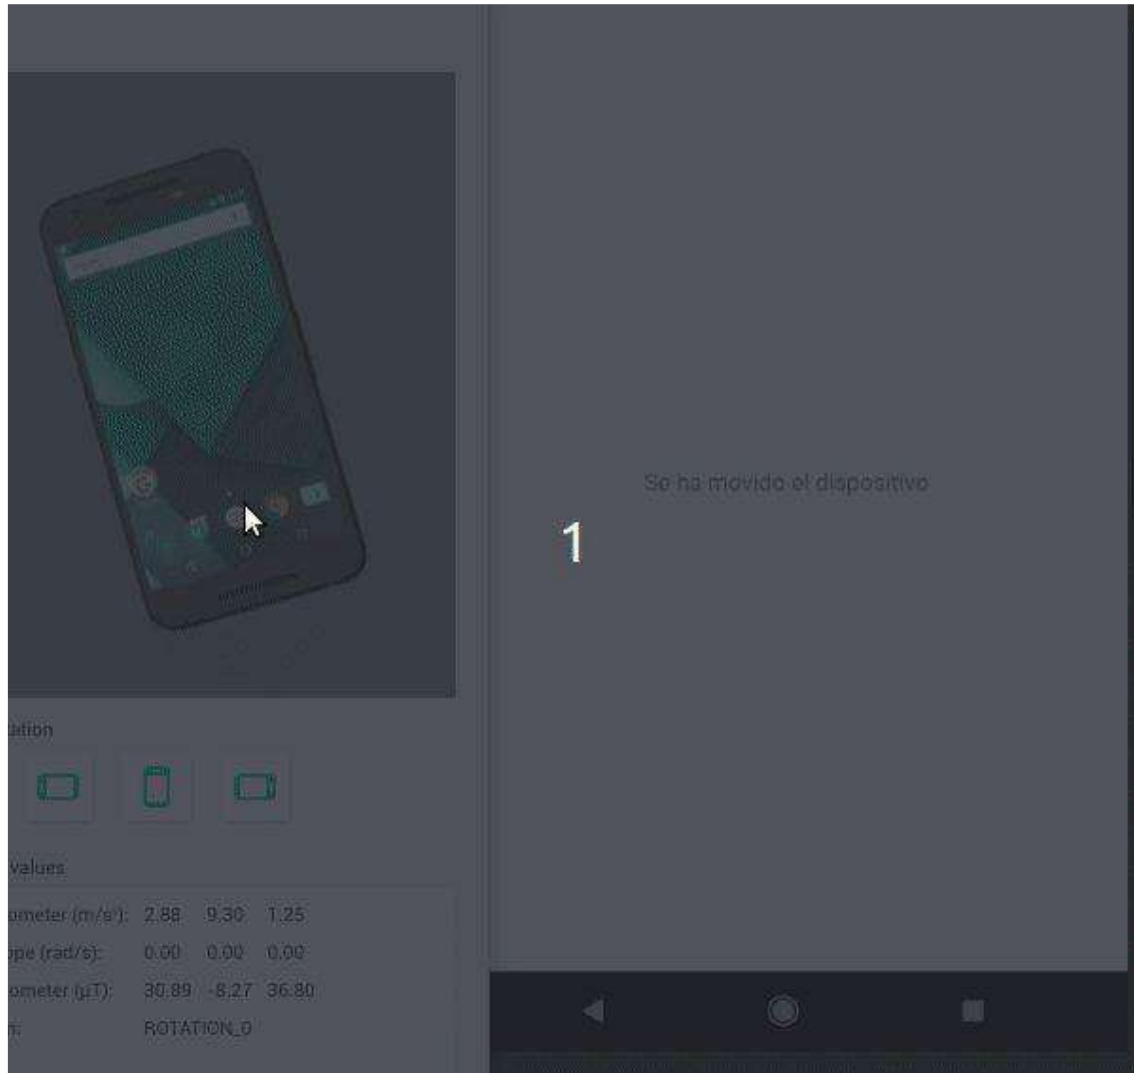 tation
values
ometer (m/s²): 2.88 9.30 1.25
ope (rad/s): 0.00 0.00 0.00
ometer (µT): 30.89 -8.27 36.80
n: ROTATION_0
Se ha movido el dispositivo
1